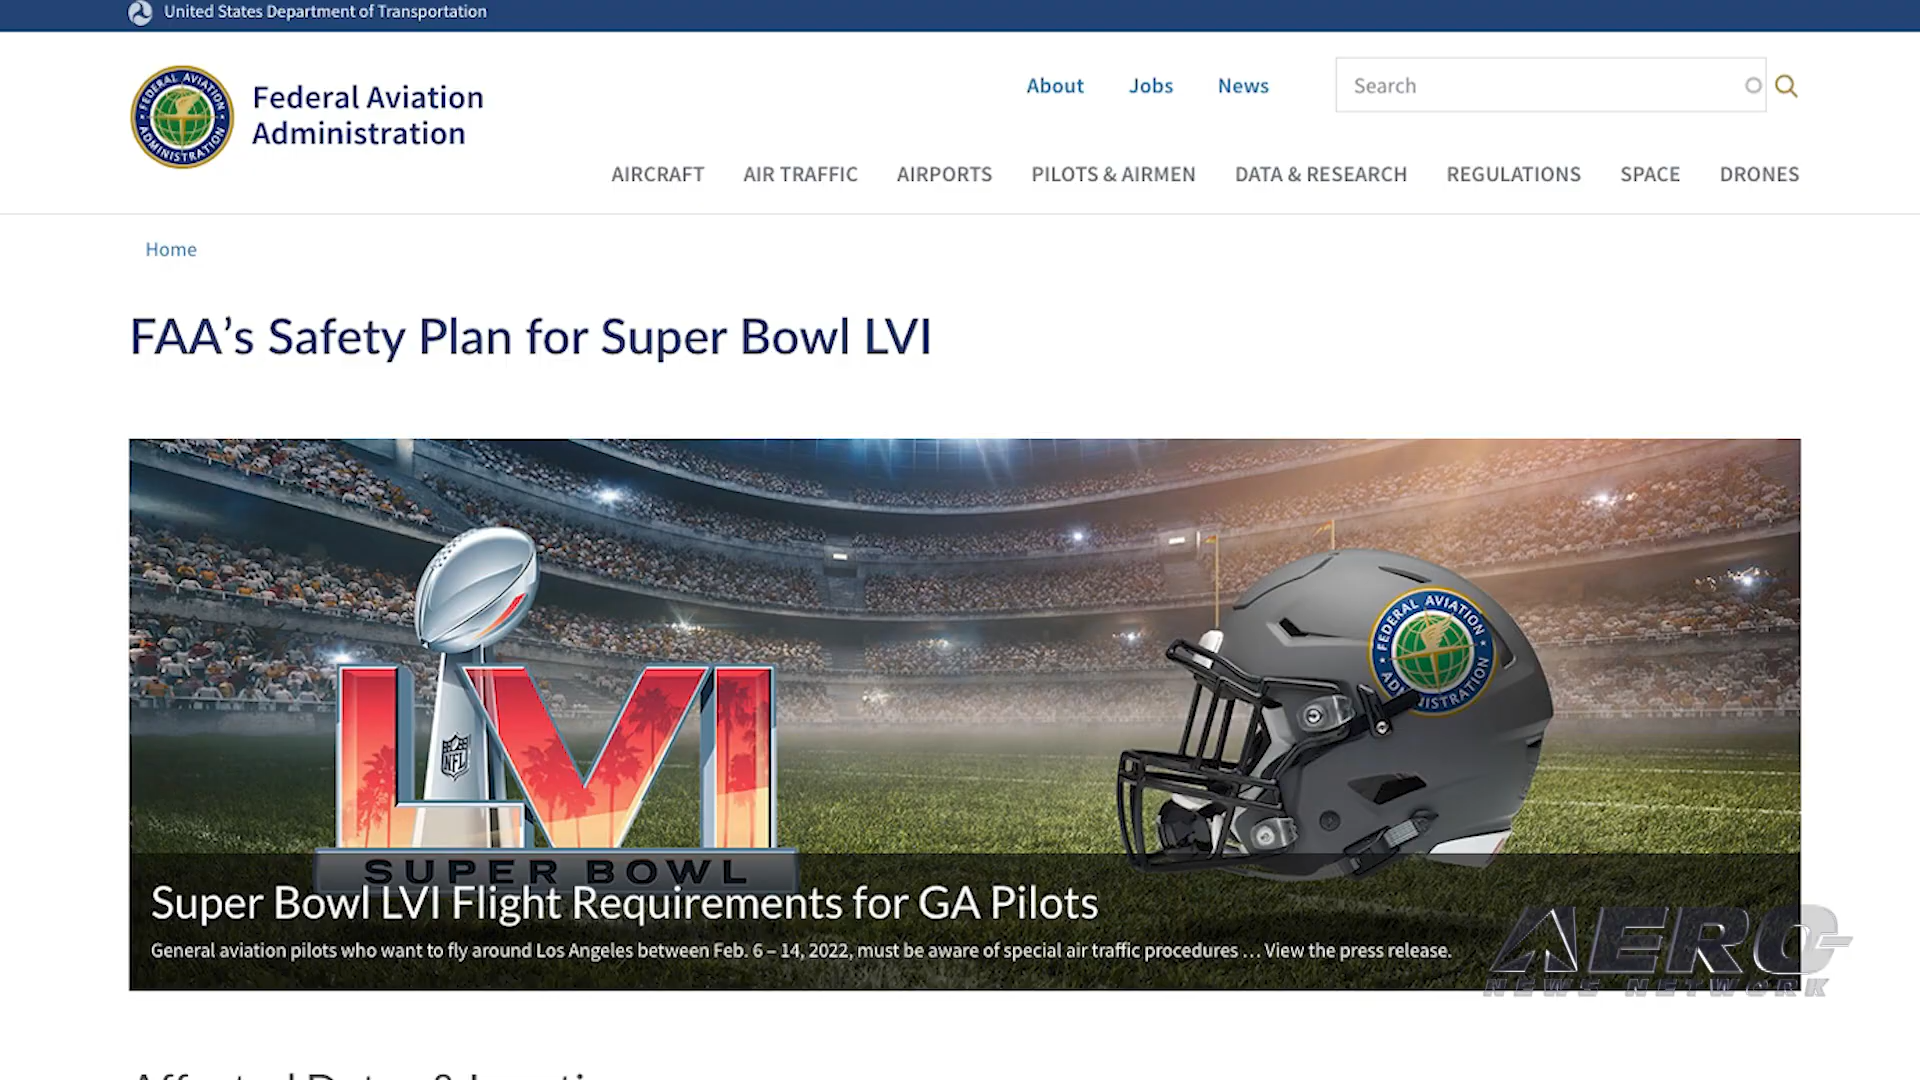 United States Department of Transportation
FEDERAL AVIATION ADMINISTRATION
Federal Aviation
Administration
About
Jobs
News
Search
AIRCRAFT
AIR TRAFFIC
AIRPORTS
PILOTS & AIRMEN
DATA & RESEARCH
REGULATIONS
SPACE
DRONES
Home
FAA’s Safety Plan for Super Bowl LVI
FEDERAL AVIATION ADMINISTRATION
NFL
LVI
SUPER BOWL
Super Bowl LVI Flight Requirements for GA Pilots
General aviation pilots who want to fly around Los Angeles between Feb. 6 – 14, 2022, must be aware of special air traffic procedures … View the press release.
AERO-
NEWS NETWORK